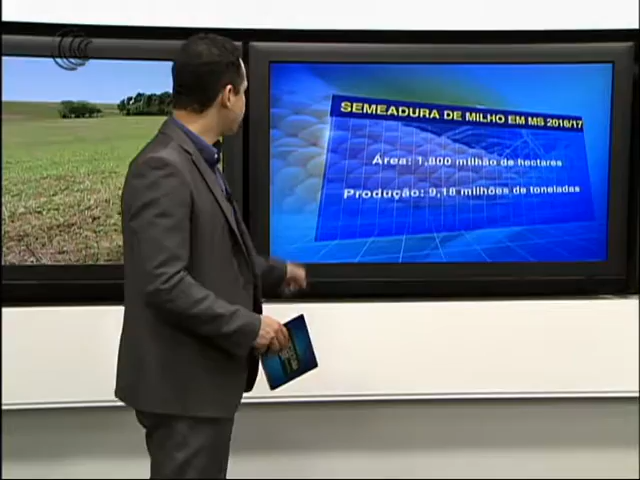 SEMEADURA DE MILHO EM MS 2016/17
Área: 1,800 milhão de hectares
Produção: 9,18 milhões de toneladas